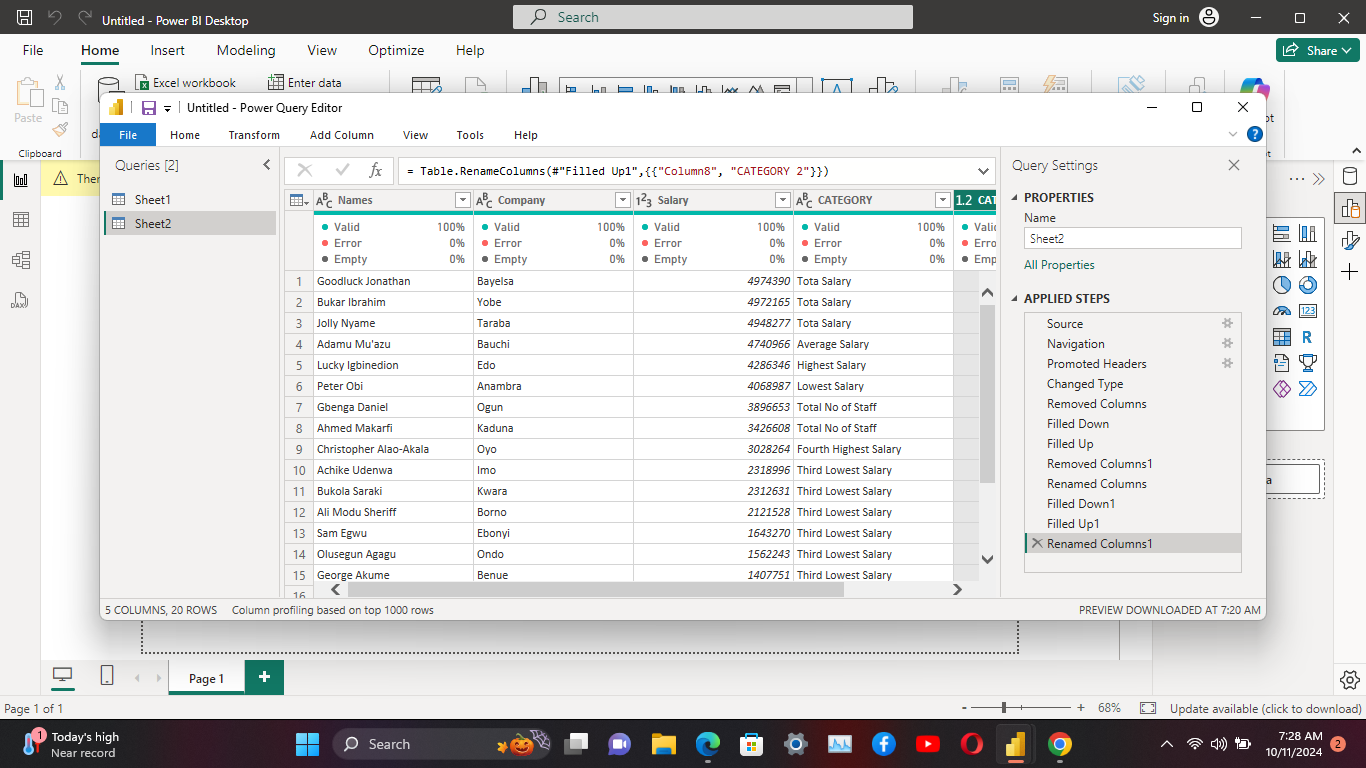 Untitled - Power BI Desktop
Search
Sign in
File
Home
Insert
Modeling
View
Optimize
Help
Share
Paste
Clipboard
Excel workbook
Enter data
Untitled - Power Query Editor
File
Home
Transform
Add Column
View
Tools
Help
Queries [2]
Sheet1
Sheet2
= Table.RenameColumns(#"Filled Up1",{{"Column8", "CATEGORY 2"}})
Names Company Salary CATEGORY
Valid 100% Valid 100% Valid 100% Valid 100%
Error 0% Error 0% Error 0% Error 0%
Empty 0% Empty 0% Empty 0% Empty 0%
1 Goodluck Jonathan Bayelsa 4974390 Tota Salary
2 Bukar Ibrahim Yobe 4972165 Tota Salary
3 Jolly Nyame Taraba 4948277 Tota Salary
4 Adamu Mu'azu Bauchi 4740966 Average Salary
5 Lucky Igbinedion Edo 4286346 Highest Salary
6 Peter Obi Anambra 4068987 Lowest Salary
7 Gbenga Daniel Ogun 3896653 Total No of Staff
8 Ahmed Makarfi Kaduna 3426608 Total No of Staff
9 Christopher Alao-Akala Oyo 3028264 Fourth Highest Salary
10 Achike Udenwa Imo 2318996 Third Lowest Salary
11 Bukola Saraki Kwara 2312631 Third Lowest Salary
12 Ali Modu Sheriff Borno 2121528 Third Lowest Salary
13 Sam Egwu Ebonyi 1643270 Third Lowest Salary
14 Olusegun Agagu Ondo 1562243 Third Lowest Salary
15 George Akume Benue 1407751 Third Lowest Salary
16
Query Settings
PROPERTIES
Name
Sheet2
All Properties
APPLIED STEPS
Source
Navigation
Promoted Headers
Changed Type
Removed Columns
Filled Down
Filled Up
Removed Columns1
Renamed Columns
Filled Down1
Filled Up1
Renamed Columns1
5 COLUMNS, 20 ROWS
Column profiling based on top 1000 rows
PREVIEW DOWNLOADED AT 7:20 AM
Page 1
Page 1 of 1
68%
Update available (click to download)
Today's high
Near record
Search
7:28 AM
10/11/2024